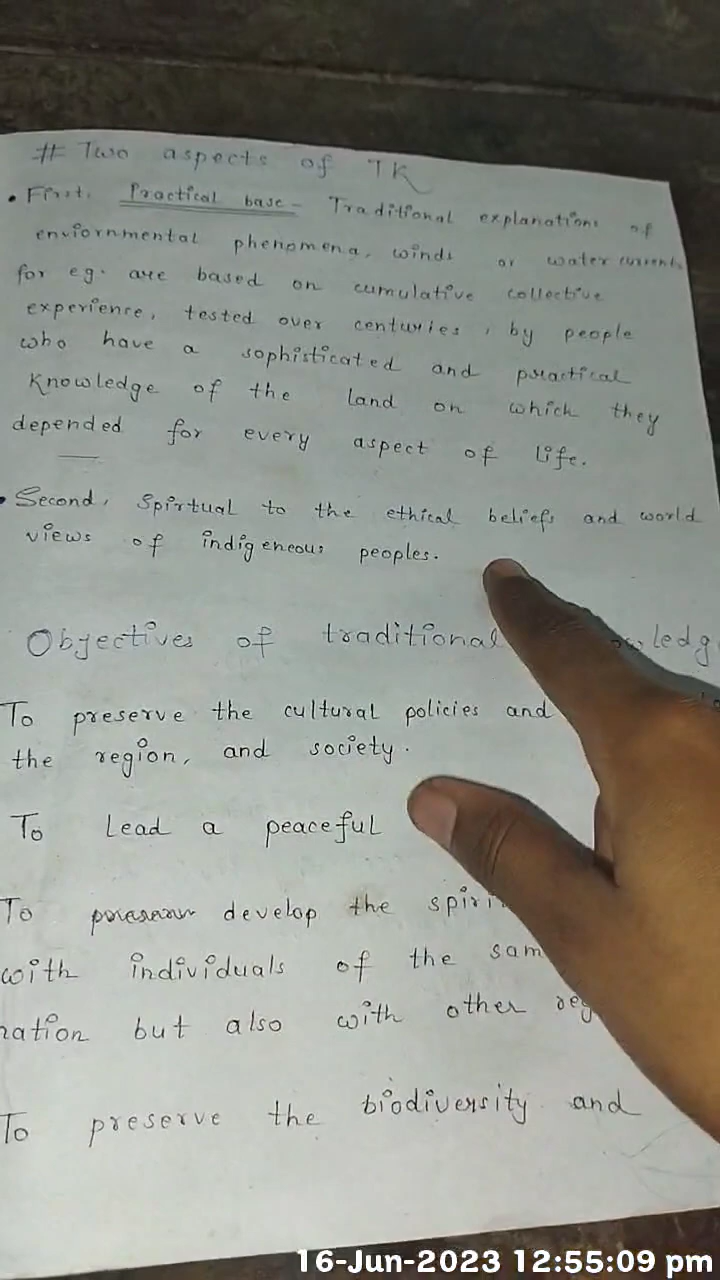 # Two aspects of TK
• First, Practical base - Traditional explanations of
enviornmental phenomena, winds or water currents
for eg. are based on cumulative collective
experience, tested over centuries, by people
who have a sophisticated and practical
knowledge of the land on which they
depended for every aspect of life.
• Second, Spirtual to the ethical beliefs and world
views of indigeneous peoples.
Objectives of traditional
To preserve the cultural policies and
the region, and society.
To Lead a peaceful
To develop the
with individuals of the
nation but also with other
To preserve the biodiversity and
16-Jun-2023 12:55:09 pm